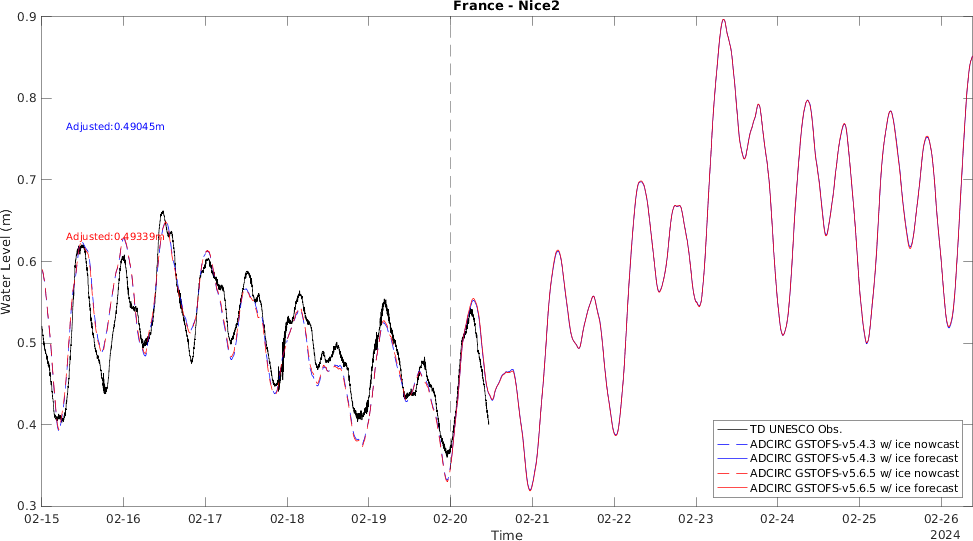 France - Nice2
0.9
0.8
0.7
0.6
0.5
0.4
0.3
Water Level (m)
Adjusted:0.49045m
Adjusted:0.49339m
TD UNESCO Obs.
ADCIRC GSTOFS-v5.4.3 w/ ice nowcast
ADCIRC GSTOFS-v5.4.3 w/ ice forecast
ADCIRC GSTOFS-v5.6.5 w/ ice nowcast
ADCIRC GSTOFS-v5.6.5 w/ ice forecast
02-15 02-16 02-17 02-18 02-19 02-20 02-21 02-22 02-23 02-24 02-25 02-26
Time
2024